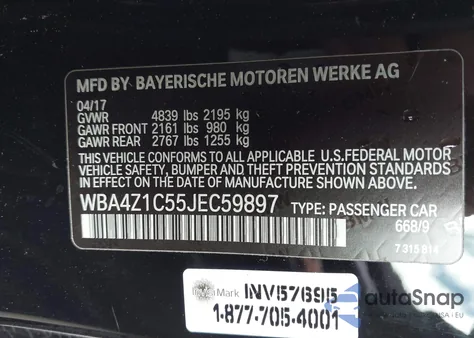 MFD BY BAYERISCHE MOTOREN WERKE AG
04/17
GVWR 4839 lbs 2195 kg
GAWR FRONT 2161 lbs 980 kg
GAWR REAR 2767 lbs 1255 kg
THIS VEHICLE CONFORMS TO ALL APPLICABLE U.S.FEDERAL MOTOR
VEHICLE SAFETY, BUMPER AND THEFT PREVENTION STANDARDS IN
EFFECT ON THE DATE OF MANUFACTURE SHOWN ABOVE.
WBA4Z1C55JEC59897 TYPE: PASSENGER CAR
668/9
7315814
Mark INV57695
1-877-705-4001
autoSnap